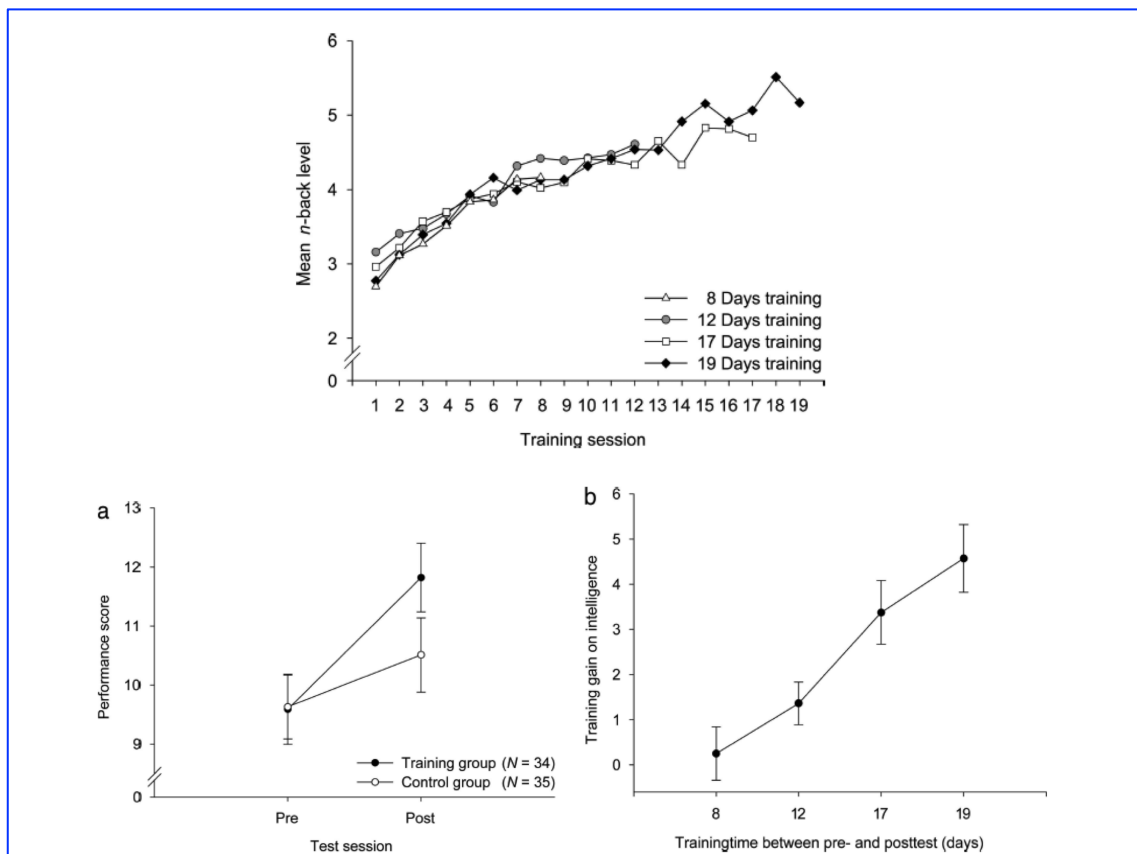 6
5
4
3
2
0
Mean n-back level
8 Days training
12 Days training
17 Days training
19 Days training
1 2 3 4 5 6 7 8 9 10 11 12 13 14 15 16 17 18 19
Training session
a
13
12
11
10
9
0
Performance score
Training group (N = 34)
Control group (N = 35)
Pre Post
Test session
b
6
5
4
3
2
1
0
Training gain on intelligence
8 12 17 19
Trainingtime between pre- and posttest (days)